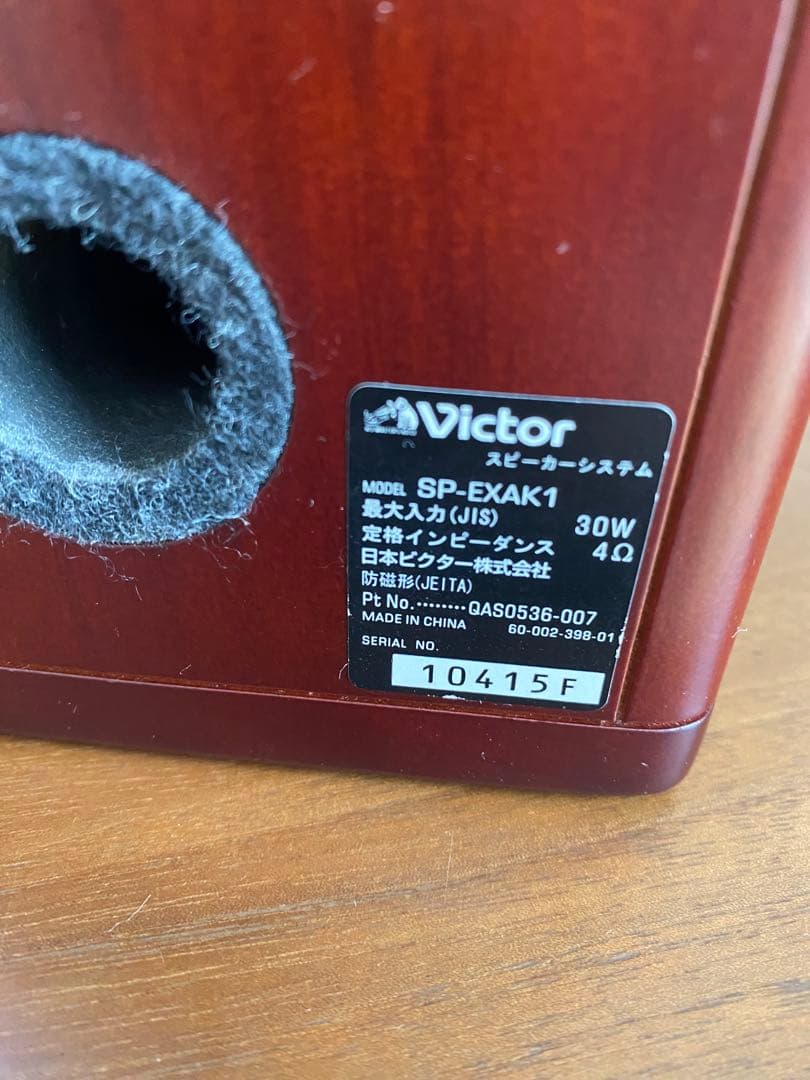 Victor
スピーカーシステム
MODEL SP-EXAK1
最大入力(JIS) 30W
定格インピーダンス 4Ω
日本ビクター株式会社
防磁形(JEITA)
Pt No.········QAS0536-007
MADE IN CHINA 60-002-398-01
SERIAL NO.
10415F